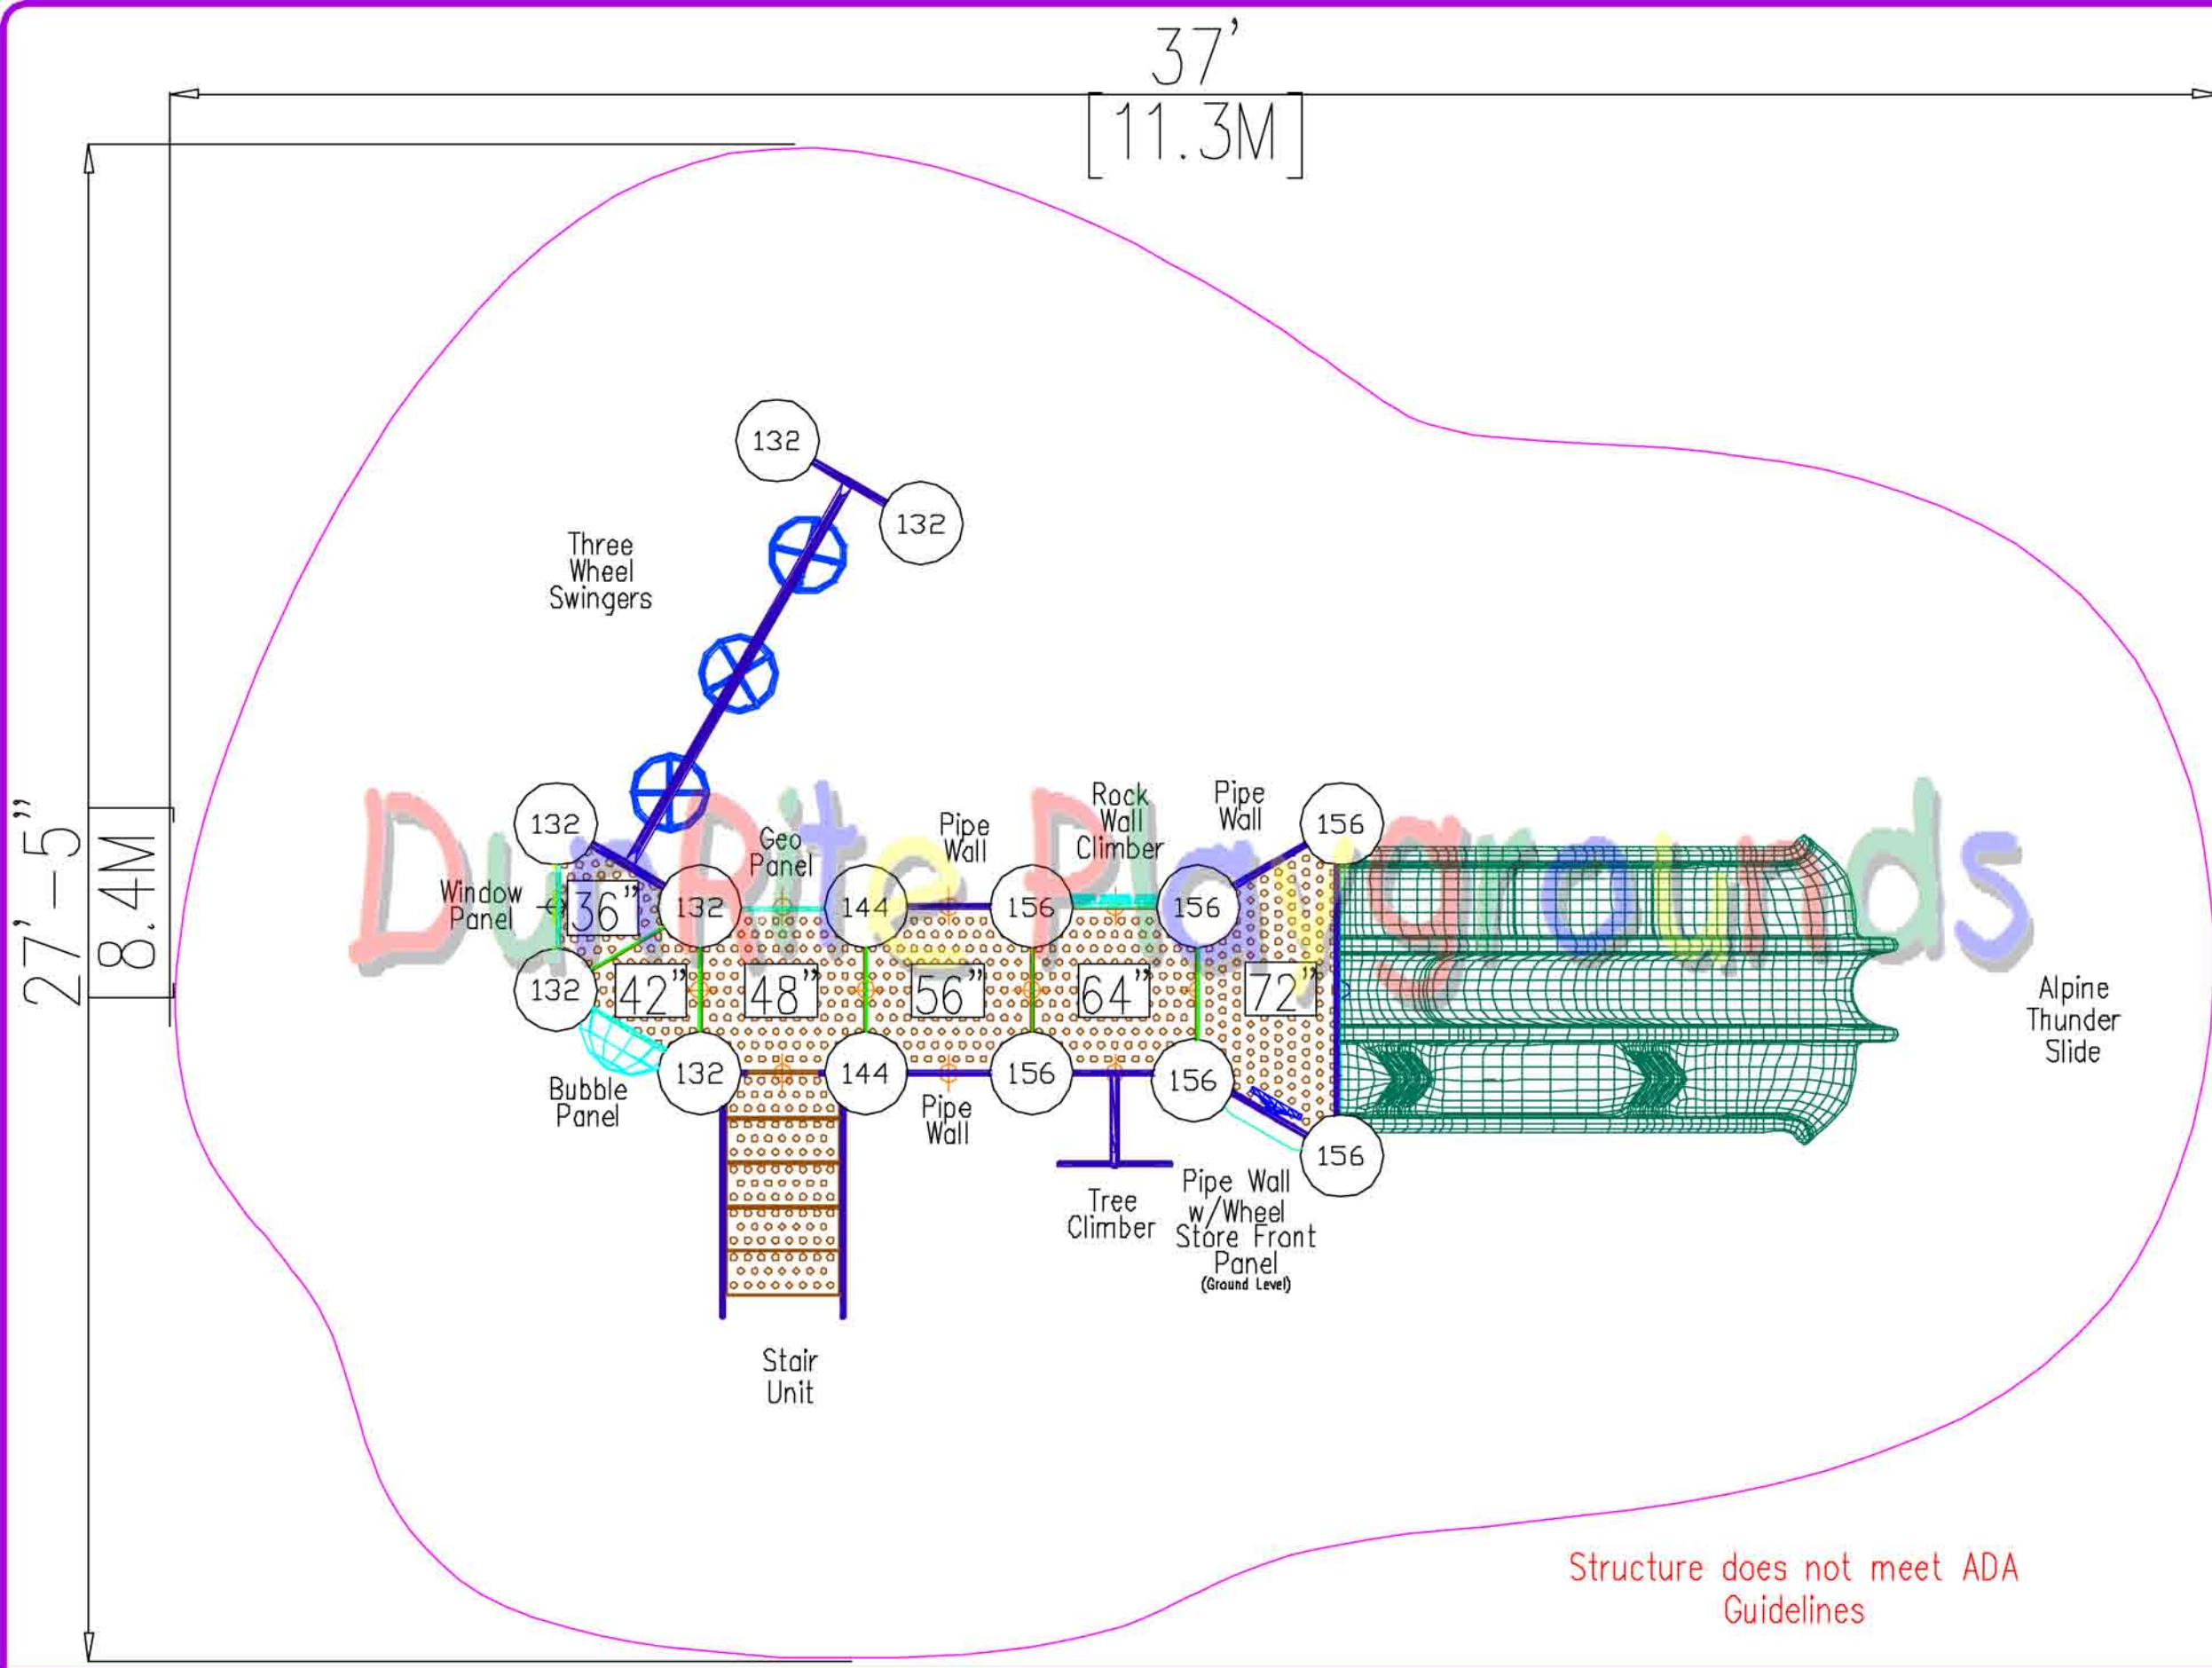 37'
[11.3M]
27'-5"
8.4M
132
132
Three
Wheel
Swingers
132
Geo
Panel
Pipe
Wall
Rock
Wall
Climber
Pipe
Wall
156
DunRite Playgrounds
Window
Panel
36"
132
144
156
156
132
42"
48"
56"
64"
72"
Alpine
Thunder
Slide
Bubble
Panel
132
144
156
156
Pipe
Wall
156
Tree
Climber
Pipe Wall
w/Wheel
Store Front
Panel
(Ground Level)
Stair
Unit
Structure does not meet ADA
Guidelines